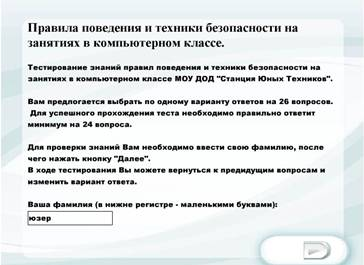 Правила поведения и техники безопасности на
занятиях в компьютерном классе.
Тестирование знаний правил поведения и техники безопасности на
занятиях в компьютерном классе МОУ ДОД "Станция Юных Техников".
Вам предлогается выбрать по одному варианту ответов на 26 вопросов.
Для успешного прохождения теста необходимо правильно ответит
минимум на 24 вопроса.
Для проверки знаний Вам необходимо ввести свою фамилию, после
чего нажать кнопку "Далее".
В ходе тестирования Вы можете вернуться к предидущим вопросам и
изменить вариант ответа.
Ваша фамилия (в нижнем регистре - маленькими буквами):
юзер